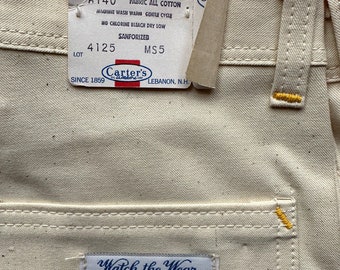 FABRIC ALL COTTON
MACHINE WASH WARM GENTLE CYCLE
NO CHLORINE BLEACH DRY LOW
SANFORIZED
LOT 4125 MS5
Carter's
SINCE 1859 LEBANON, N.H.
Watch the Wear